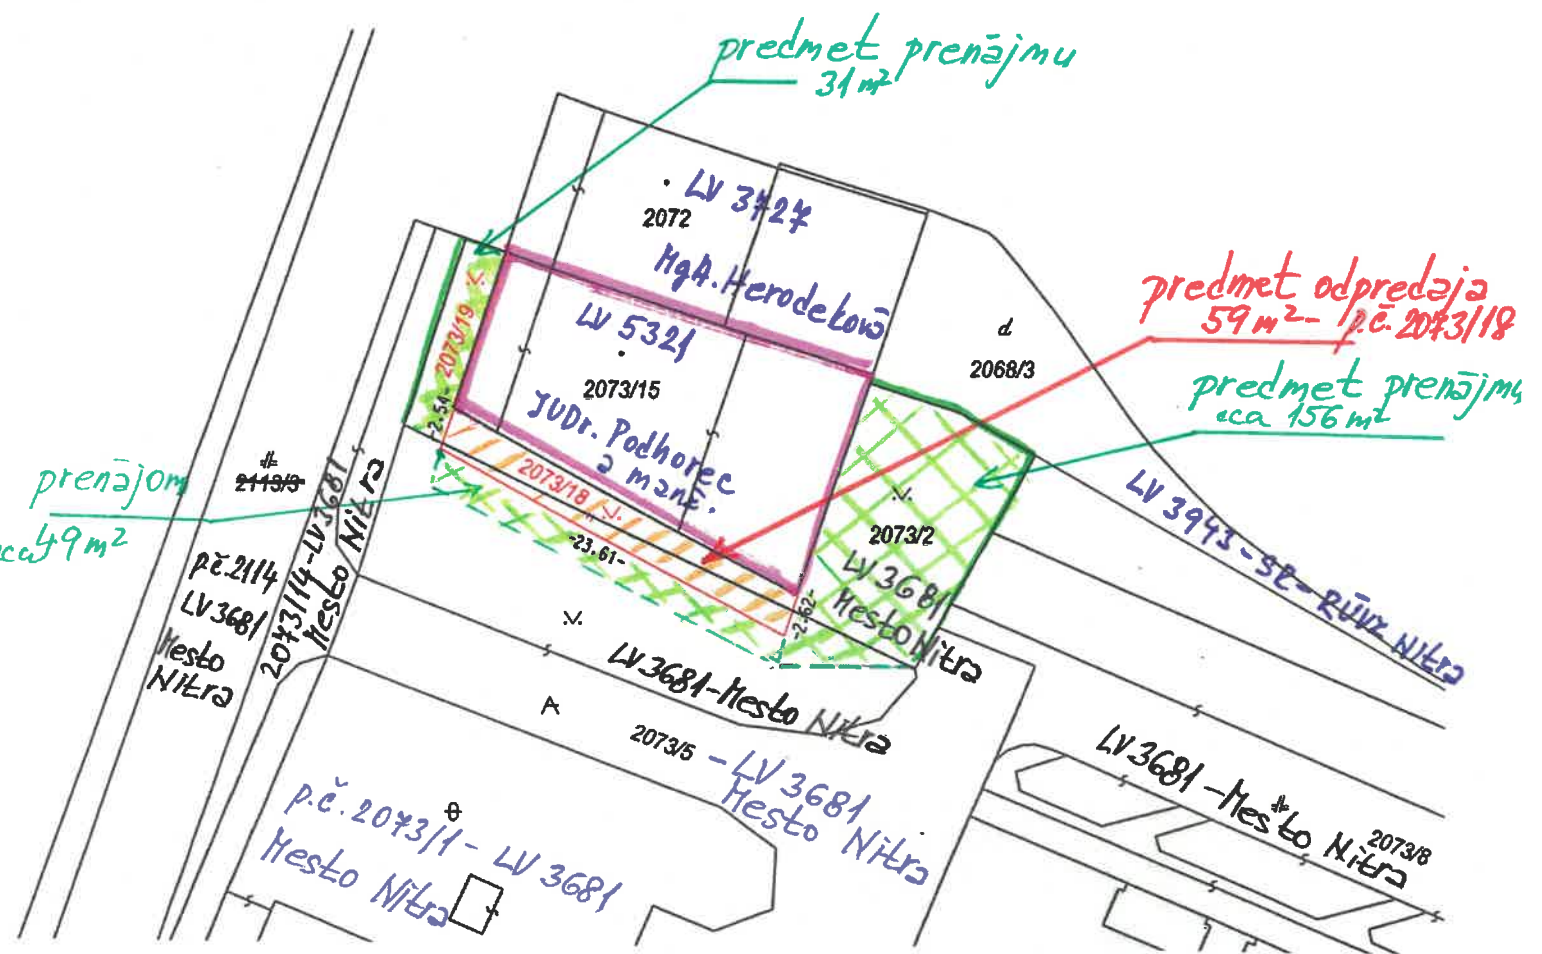 predmet prenájmu
31 m²
LV 3727
2072
MgA. Herodeková
predmet odpredaja
59 m² - p.č. 2073/18
LV 5321
d
2068/3
2073/19
2073/15
predmet prenájmu
cca 156 m²
JUDr. Podhorec
a manž.
-2.54-
prenájom
cca 49 m²
2113/3
2073/18
-23.61-
2073/2
LV 3681
Mesto
Nitra
LV 3943 - SR - RÚVZ Nitra
p.č. 2114
LV 3681
Mesto
Nitra
2073/14 - LV 3681
Mesto Nitra
Nitra
-2.62-
LV 3681 - Mesto Nitra
2073/5 - LV 3681
Mesto Nitra
LV 3681 - Mesto Nitra
2073/8
p.č. 2073/1 - LV 3681
Mesto Nitra